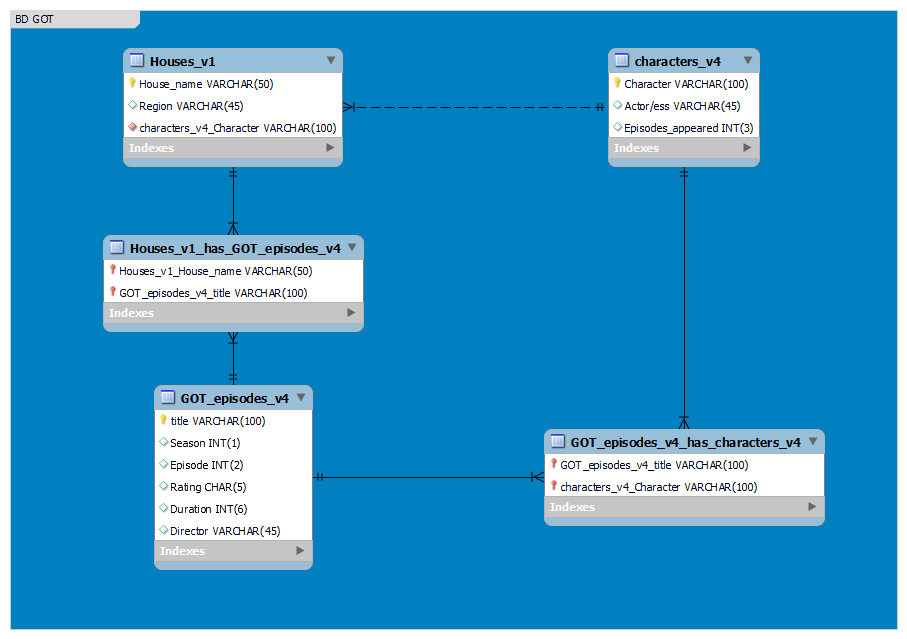 BD GOT
Houses_v1
House_name VARCHAR(50)
Region VARCHAR(45)
characters_v4_Character VARCHAR(100)
Indexes
characters_v4
Character VARCHAR(100)
Actor/ess VARCHAR(45)
Episodes_appeared INT(3)
Indexes
Houses_v1_has_GOT_episodes_v4
Houses_v1_House_name VARCHAR(50)
GOT_episodes_v4_title VARCHAR(100)
Indexes
GOT_episodes_v4
title VARCHAR(100)
Season INT(1)
Episode INT(2)
Rating CHAR(5)
Duration INT(6)
Director VARCHAR(45)
Indexes
GOT_episodes_v4_has_characters_v4
GOT_episodes_v4_title VARCHAR(100)
characters_v4_Character VARCHAR(100)
Indexes